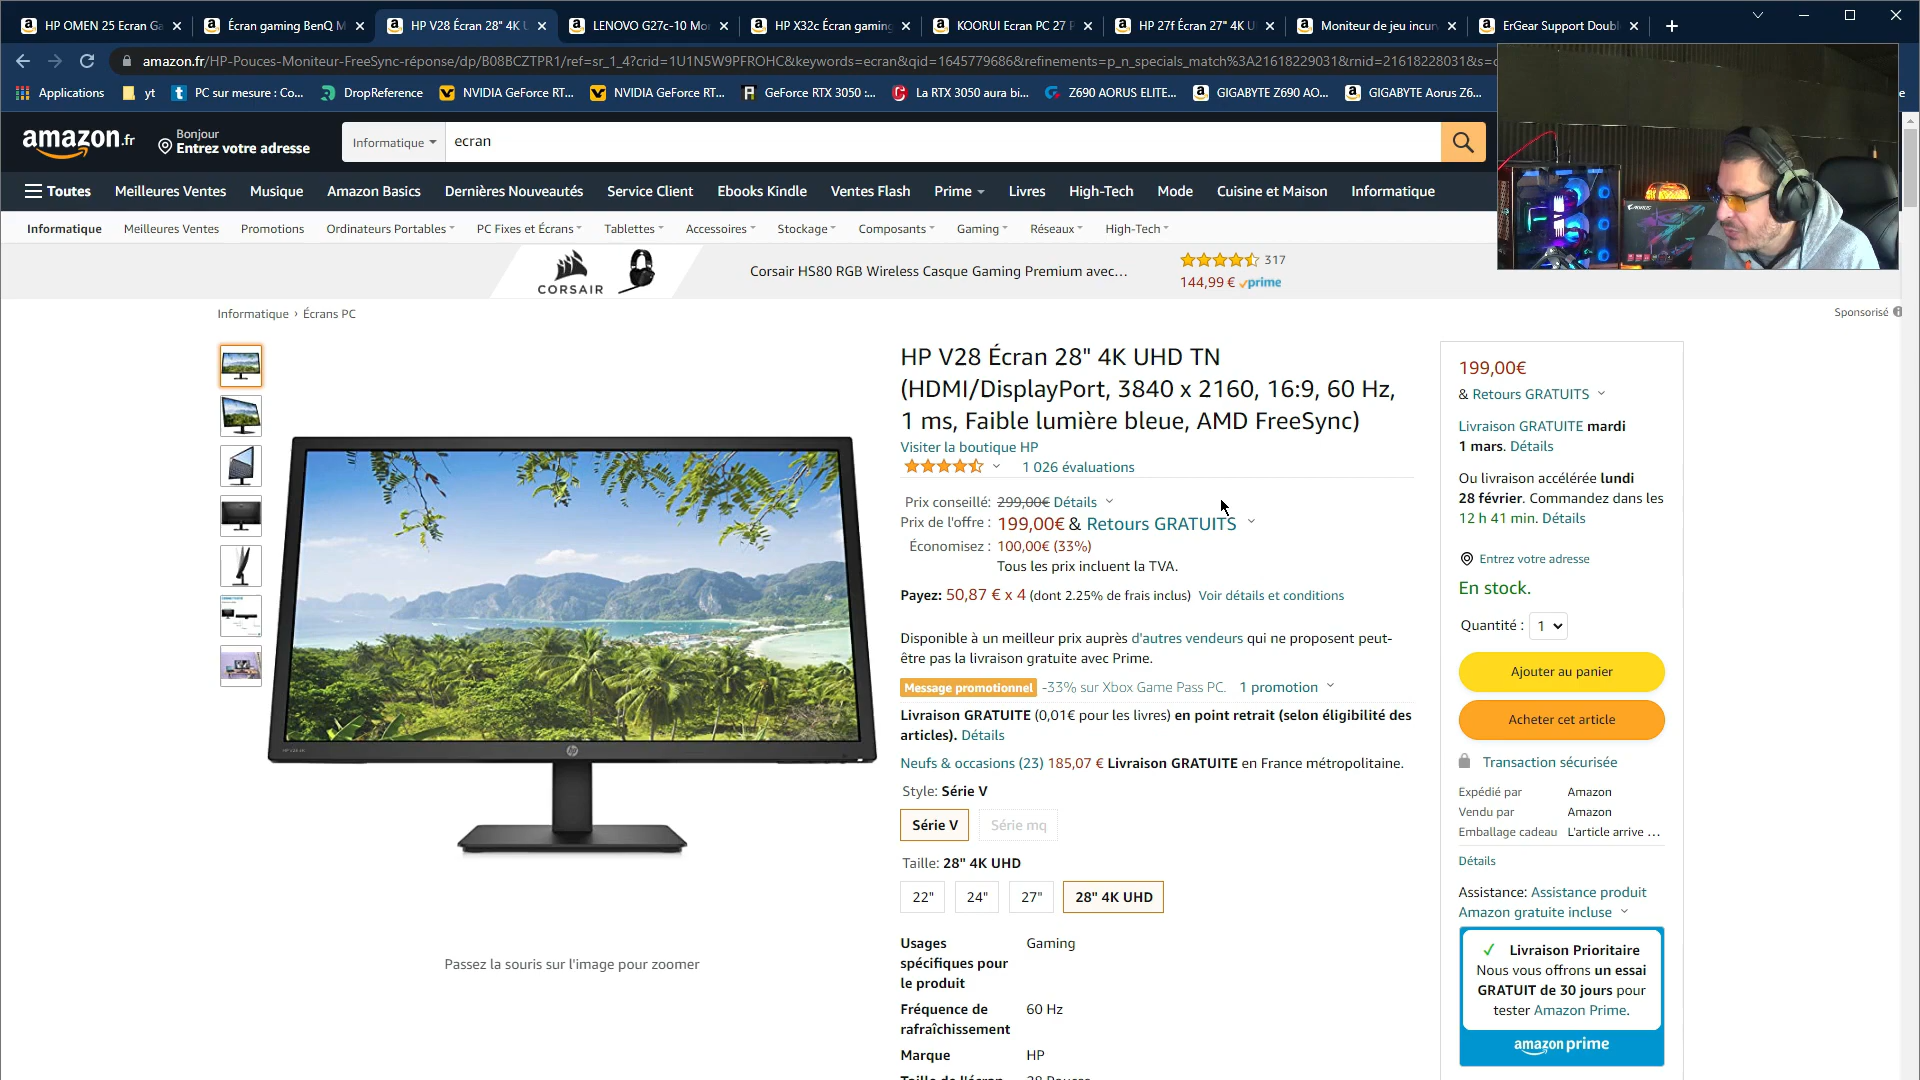 HP OMEN 25 Ecran Ga
Écran gaming BenQ M
HP V28 Écran 28" 4K U
LENOVO G27c-10 Mo
HP X32c Écran gaming
KOORUI Ecran PC 27 P
HP 27f Écran 27" 4K U
Moniteur de jeu incur
ErGear Support Doubl
amazon.fr/HP-Pouces-Moniteur-FreeSync-réponse/dp/B08BCZTPR1/ref=sr_1_4?crid=1U1N5W9PFROHC&keywords=ecran&qid=1645779686&refinements=p_n_specials_match%3A21618229031&rnid=21618228031&s=c
Applications
yt
PC sur mesure : Co...
DropReference
NVIDIA GeForce RT...
NVIDIA GeForce RT...
GeForce RTX 3050 :...
La RTX 3050 aura bi...
Z690 AORUS ELITE...
GIGABYTE Z690 AO...
GIGABYTE Aorus Z6...
amazon.fr
Bonjour
Entrez votre adresse
Informatique
ecran
Toutes
Meilleures Ventes
Musique
Amazon Basics
Dernières Nouveautés
Service Client
Ebooks Kindle
Ventes Flash
Prime
Livres
High-Tech
Mode
Cuisine et Maison
Informatique
Informatique
Meilleures Ventes
Promotions
Ordinateurs Portables
PC Fixes et Écrans
Tablettes
Accessoires
Stockage
Composants
Gaming
Réseaux
High-Tech
CORSAIR
Corsair HS80 RGB Wireless Casque Gaming Premium avec...
317
144,99 € prime
Sponsorisé
Informatique › Écrans PC
HP V28 Écran 28" 4K UHD TN
(HDMI/DisplayPort, 3840 x 2160, 16:9, 60 Hz,
1 ms, Faible lumière bleue, AMD FreeSync)
Visiter la boutique HP
1 026 évaluations
Prix conseillé: 299,00€ Détails
Prix de l'offre : 199,00€ & Retours GRATUITS
Économisez : 100,00€ (33%)
Tous les prix incluent la TVA.
Payez: 50,87 € x 4 (dont 2.25% de frais inclus) Voir détails et conditions
Disponible à un meilleur prix auprès d'autres vendeurs qui ne proposent peut-
être pas la livraison gratuite avec Prime.
Message promotionnel -33% sur Xbox Game Pass PC. 1 promotion
Livraison GRATUITE (0,01€ pour les livres) en point retrait (selon éligibilité des
articles). Détails
Neufs & occasions (23) 185,07 € Livraison GRATUITE en France métropolitaine.
Style: Série V
Série V
Série mq
Taille: 28" 4K UHD
22"
24"
27"
28" 4K UHD
Usages
spécifiques pour
le produit
Gaming
Fréquence de
rafraîchissement
60 Hz
Marque
HP
Taille de l'écran
28 Pouces
hp
Passez la souris sur l'image pour zoomer
199,00€
& Retours GRATUITS
Livraison GRATUITE mardi
1 mars. Détails
Ou livraison accélérée lundi
28 février. Commandez dans les
12 h 41 min. Détails
Entrez votre adresse
En stock.
Quantité : 1
Ajouter au panier
Acheter cet article
Transaction sécurisée
Expédié par Amazon
Vendu par Amazon
Emballage cadeau L'article arrive ...
Détails
Assistance: Assistance produit
Amazon gratuite incluse
Livraison Prioritaire
Nous vous offrons un essai
GRATUIT de 30 jours pour
tester Amazon Prime.
amazon prime